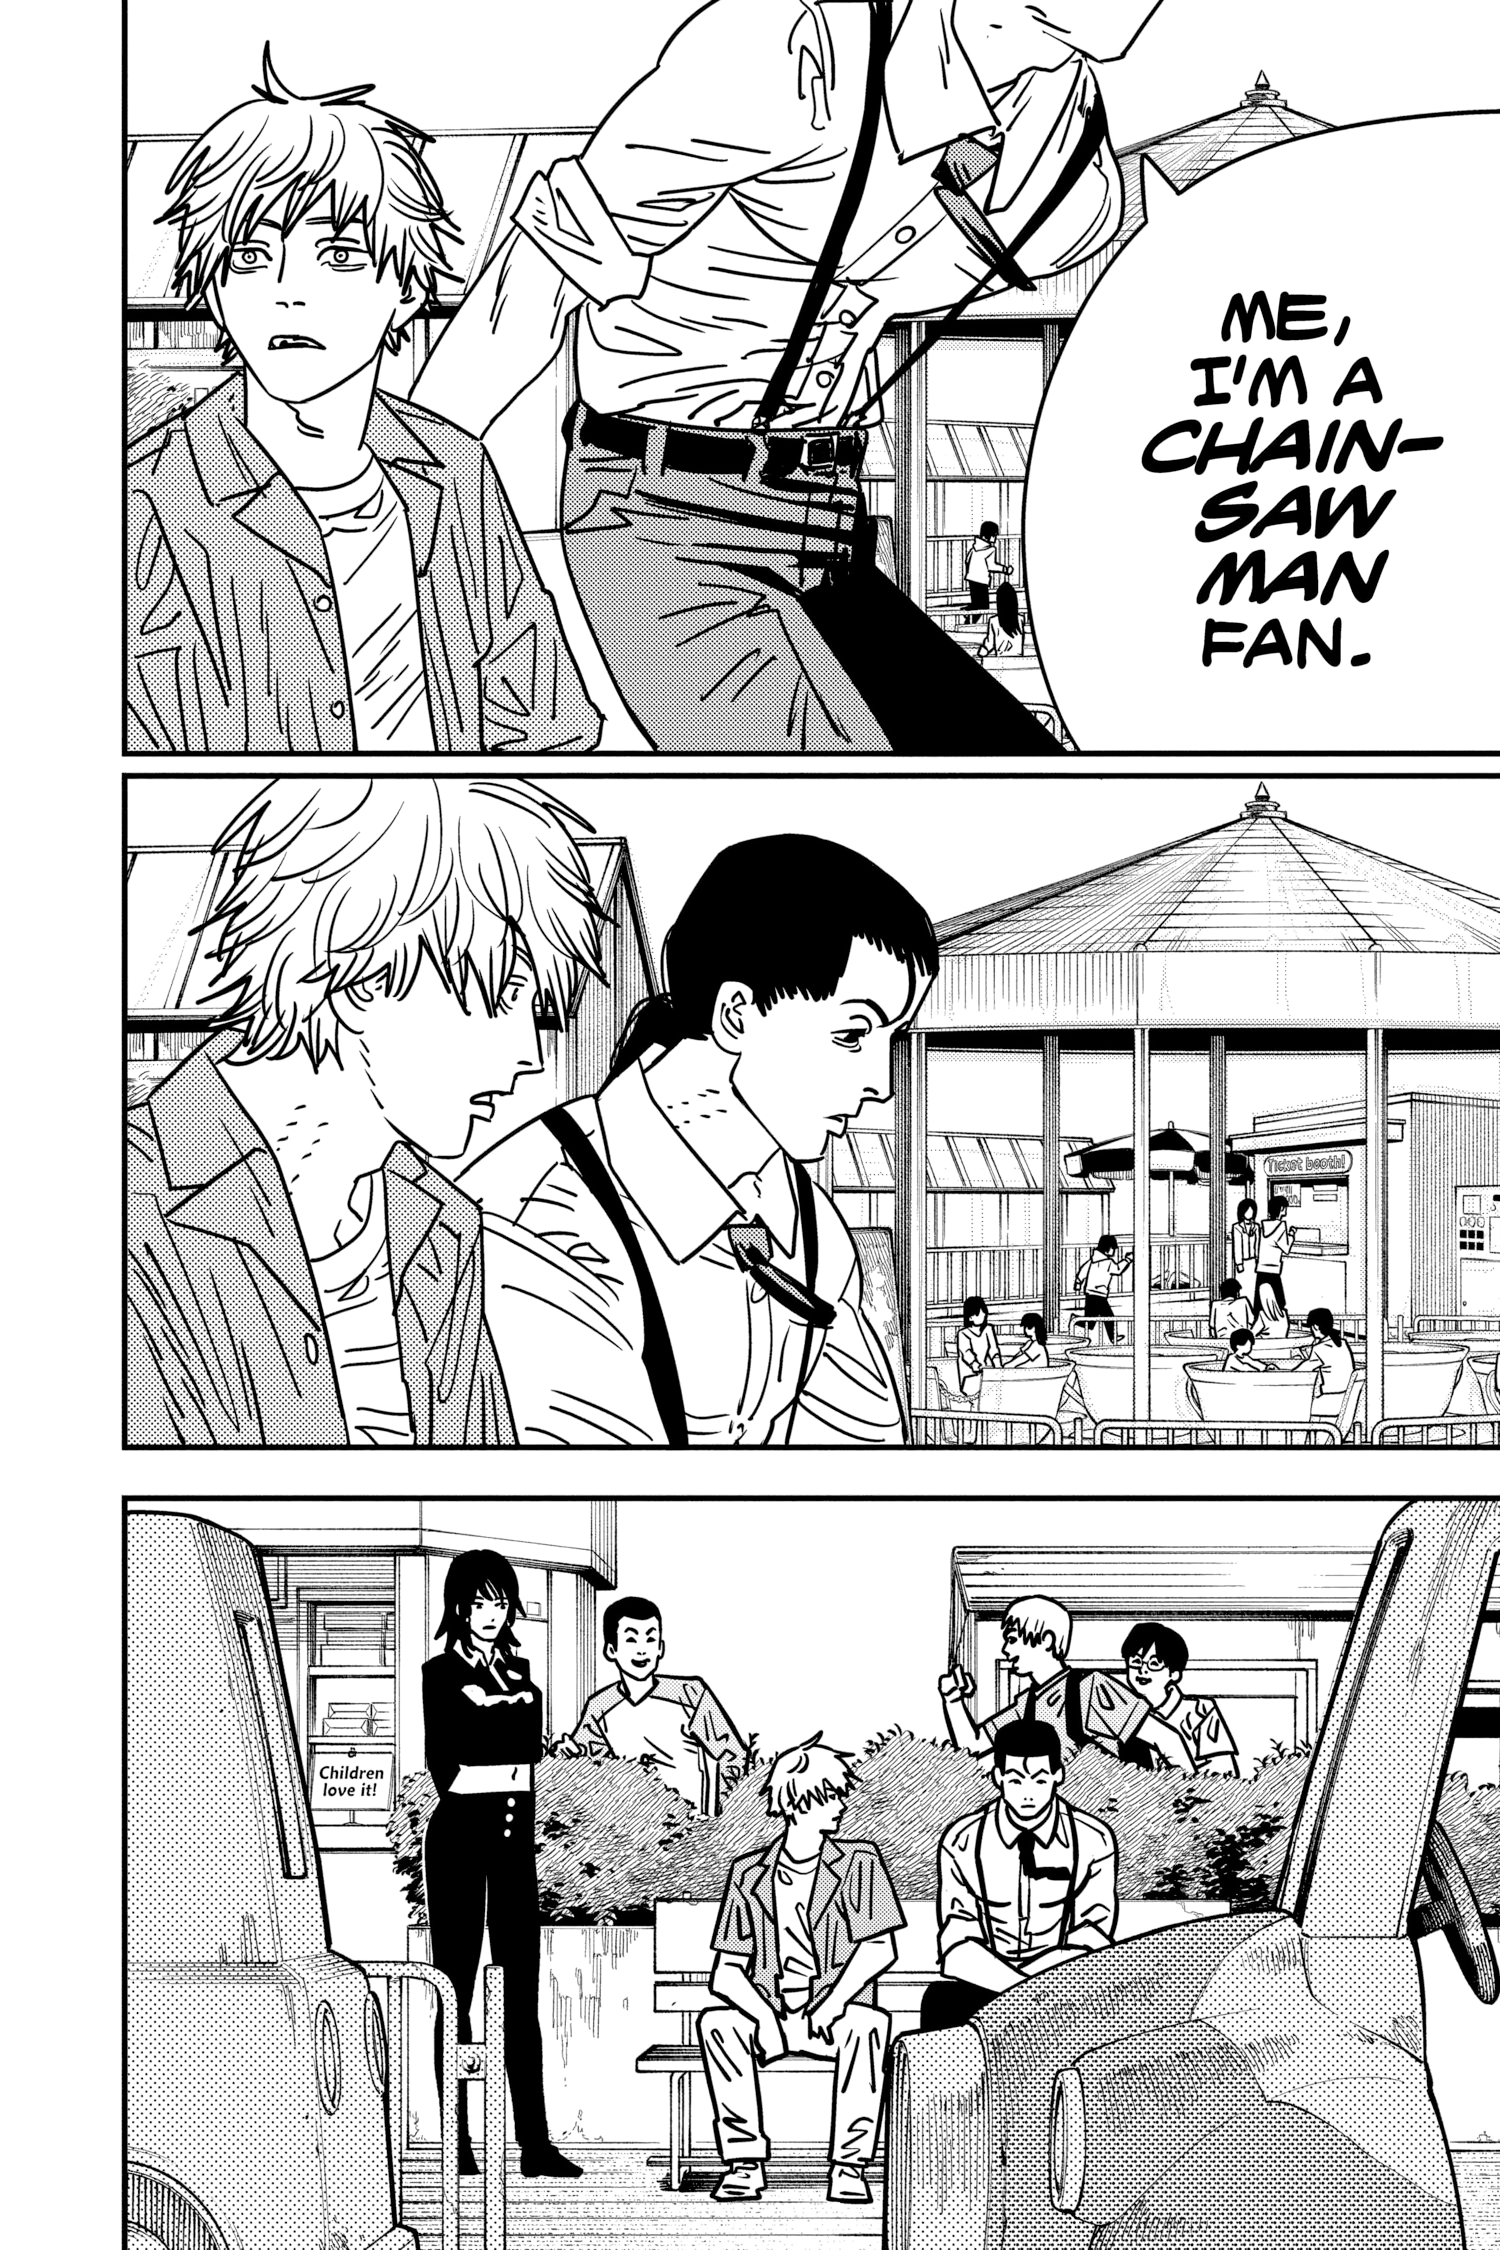 ME,
I'M A
CHAIN-
SAW
MAN
FAN.
Ticket booth!
Children
love it!